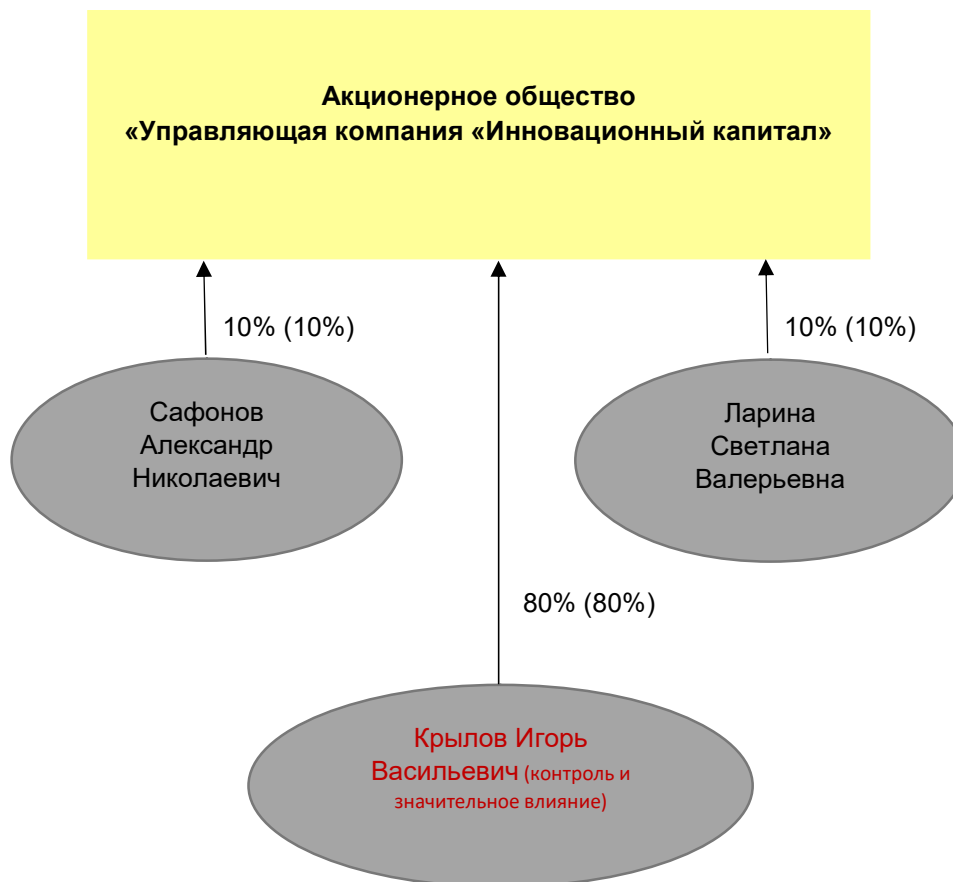 Акционерное общество
«Управляющая компания «Инновационный капитал»
10% (10%)
10% (10%)
Сафонов
Александр
Николаевич
Ларина
Светлана
Валерьевна
80% (80%)
Крылов Игорь
Васильевич (контроль и
значительное влияние)